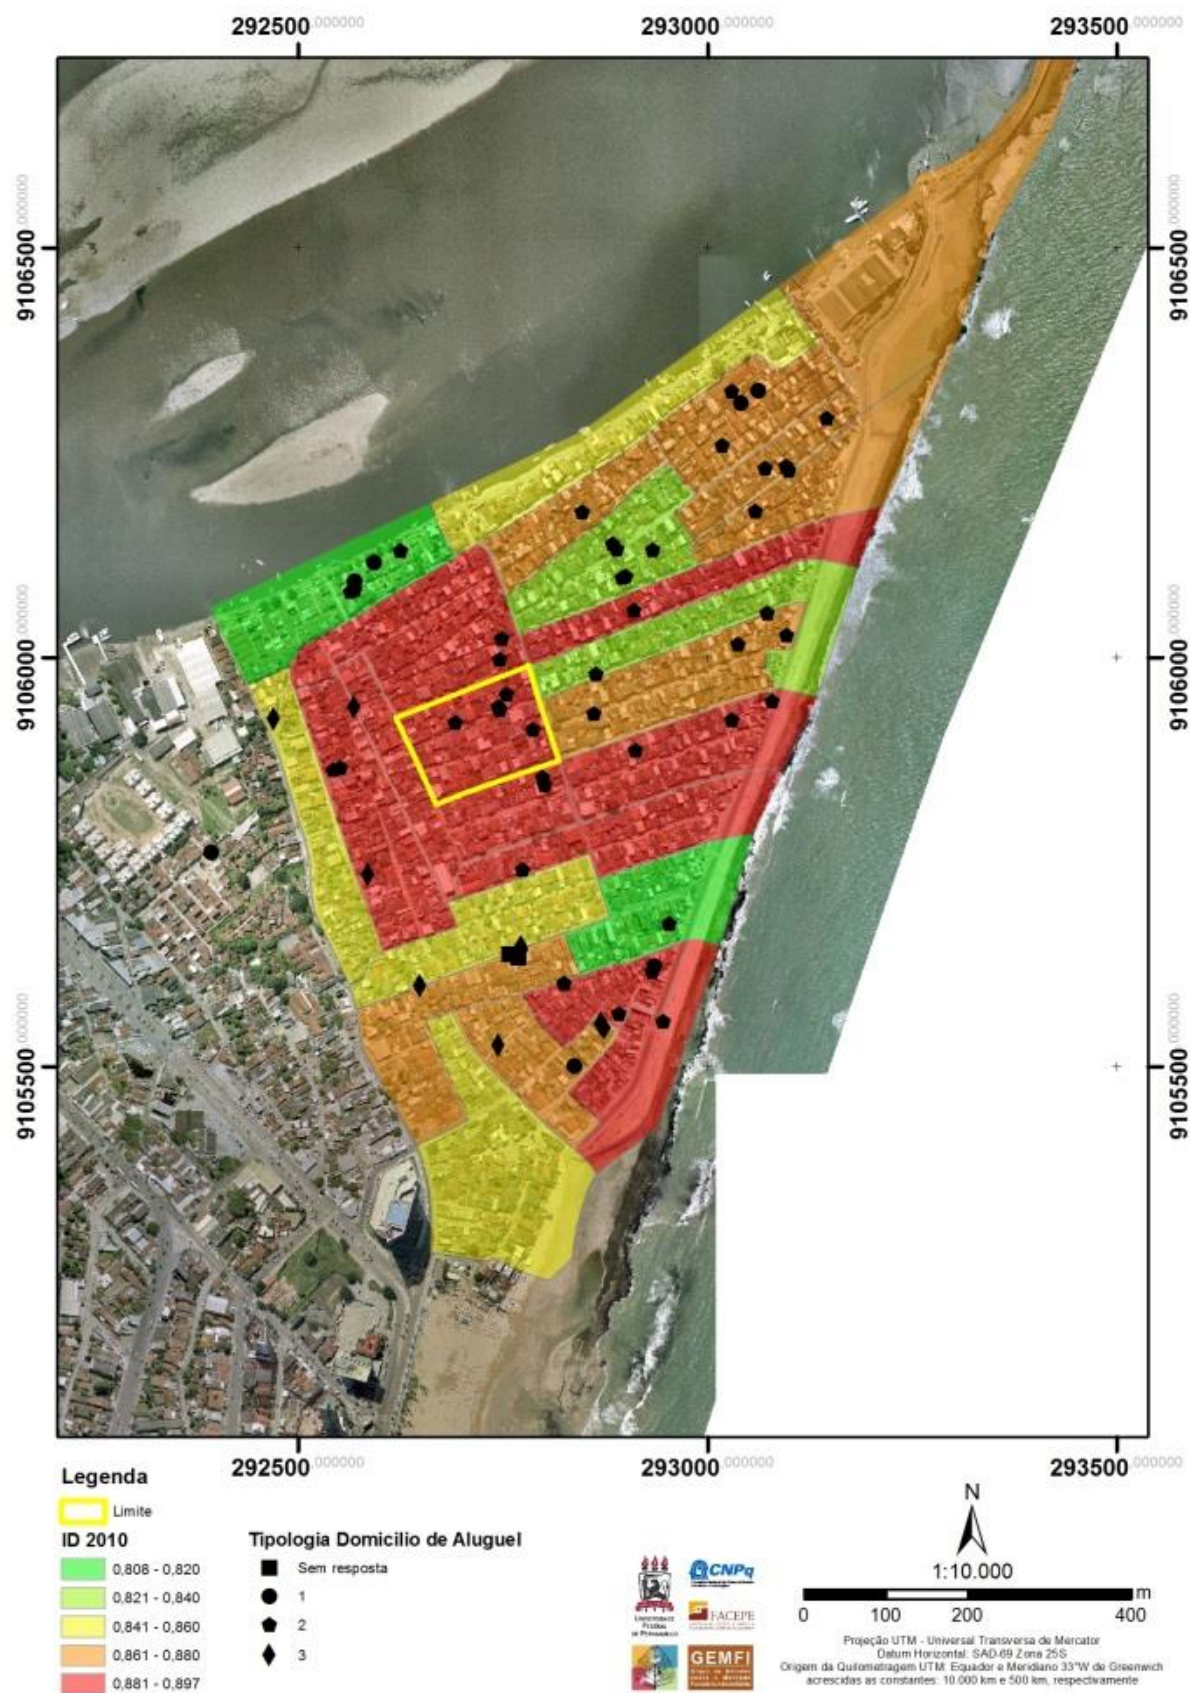 292500,000000 293000,000000 293500,000000
9106500,000000 9106500,000000
9106000,000000 9106000,000000
9105500,000000 9105500,000000
292500,000000 293000,000000 293500,000000
Legenda
Limite
ID 2010
0,808 - 0,820
0,821 - 0,840
0,841 - 0,860
0,861 - 0,880
0,881 - 0,897
Tipologia Domicilio de Aluguel
Sem resposta
1
2
3
UNIVERSIDADE
FEDERAL
DE PERNAMBUCO
CNPq
FACEPE
GEMFI
N
1:10.000
m
0 100 200 400
Projeção UTM - Universal Transversa de Mercator
Datum Horizontal: SAD-69 Zona 25S
Origem da Quilometragem UTM: Equador e Meridiano 33°W de Greenwich
acrescidas as constantes: 10.000 km e 500 km, respectivamente